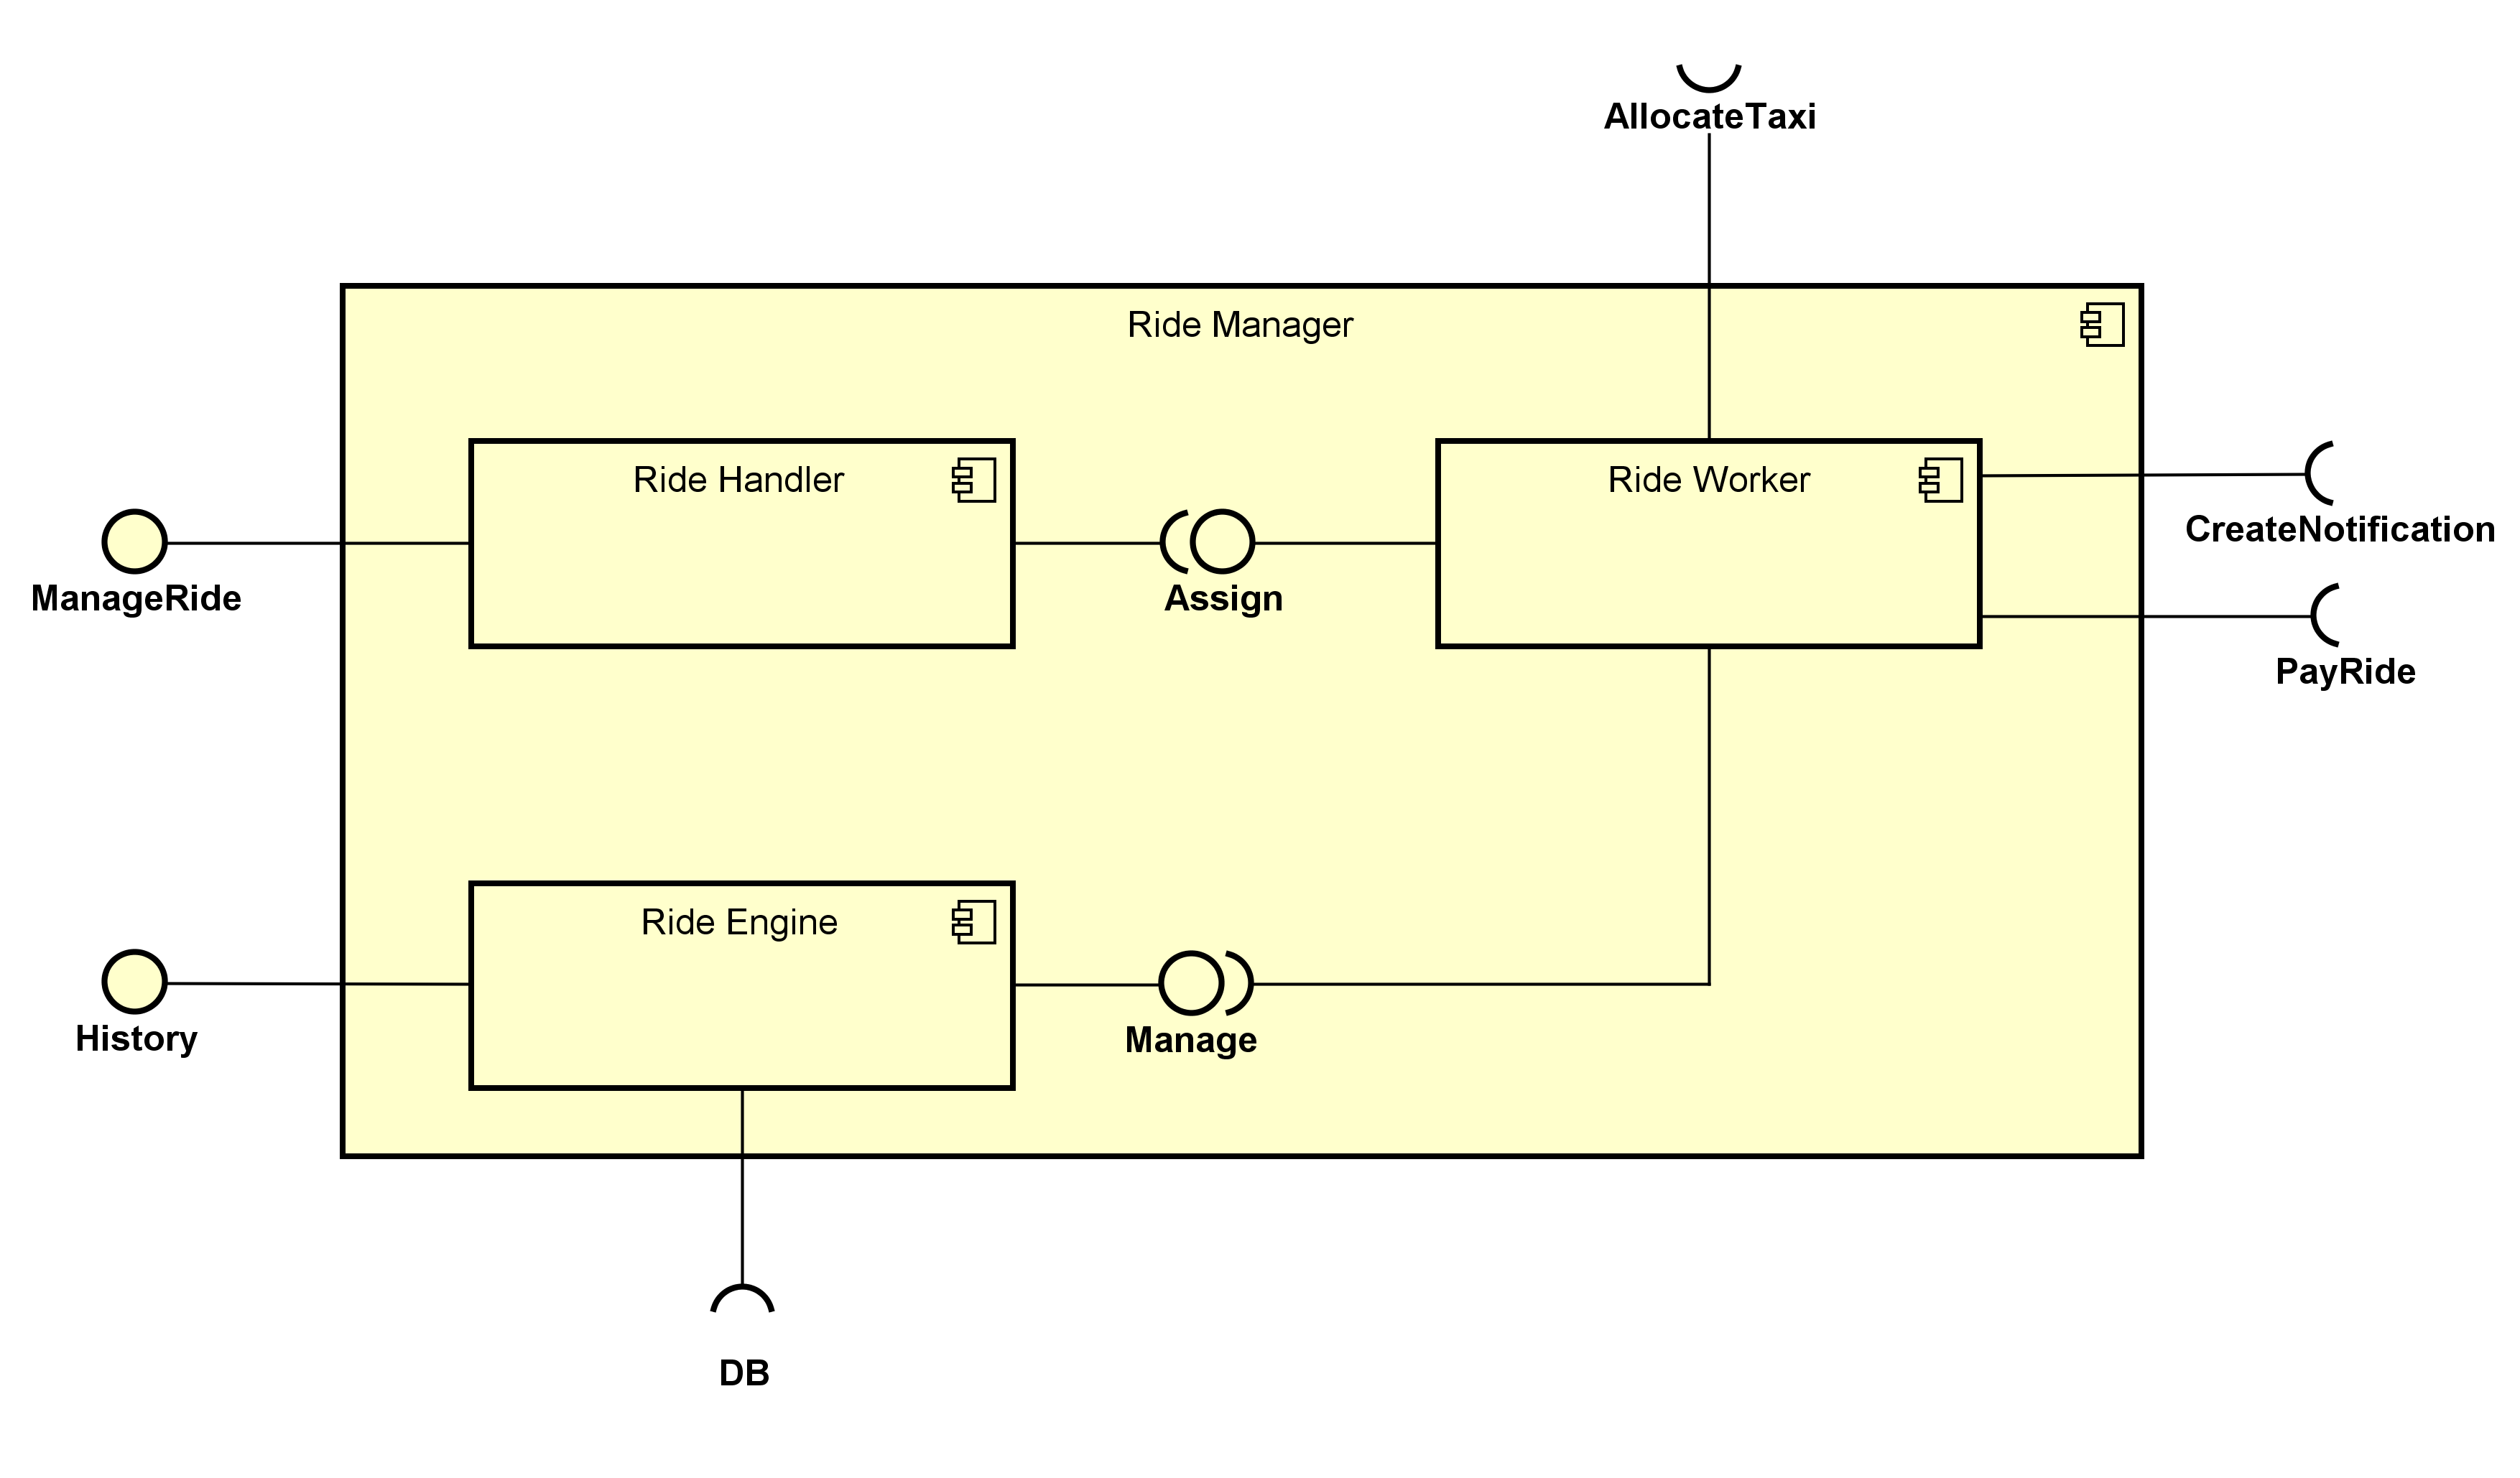 AllocateTaxi
Ride Manager
Ride Handler
Ride Worker
CreateNotification
ManageRide
Assign
PayRide
Ride Engine
History
Manage
DB